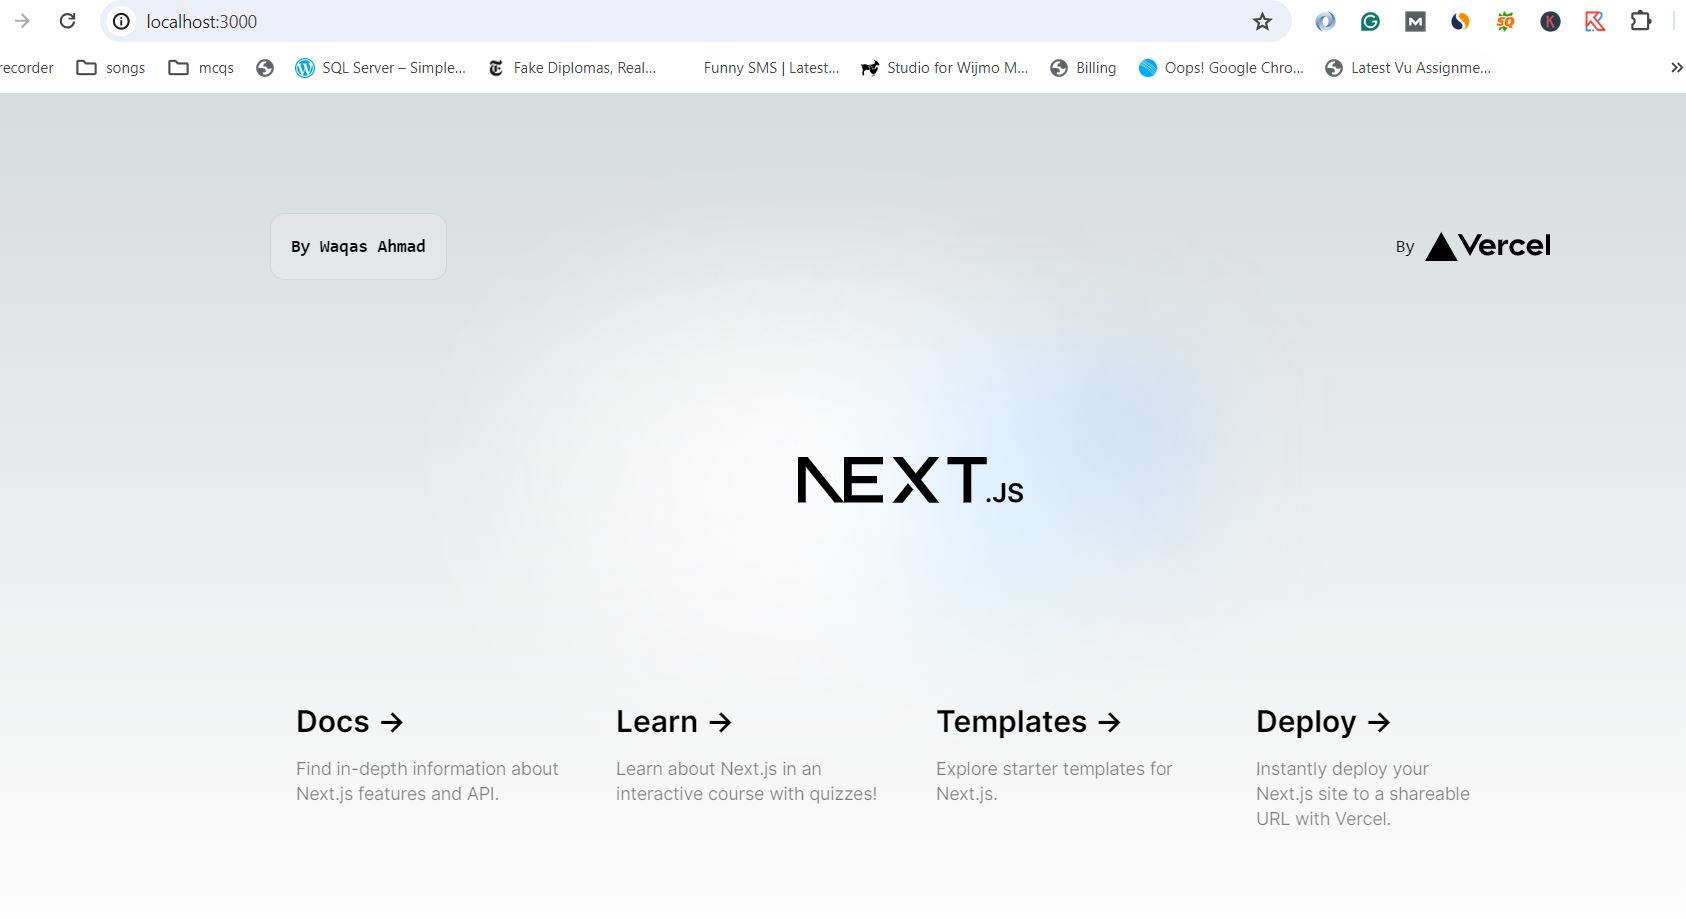 localhost:3000
recorder songs mcqs SQL Server – Simple... Fake Diplomas, Real... Funny SMS | Latest... Studio for Wijmo M... Billing Oops! Google Chro... Latest Vu Assignme...
By Waqas Ahmad
By Vercel
NEXT.JS
Docs →
Find in-depth information about
Next.js features and API.
Learn →
Learn about Next.js in an
interactive course with quizzes!
Templates →
Explore starter templates for
Next.js.
Deploy →
Instantly deploy your
Next.js site to a shareable
URL with Vercel.